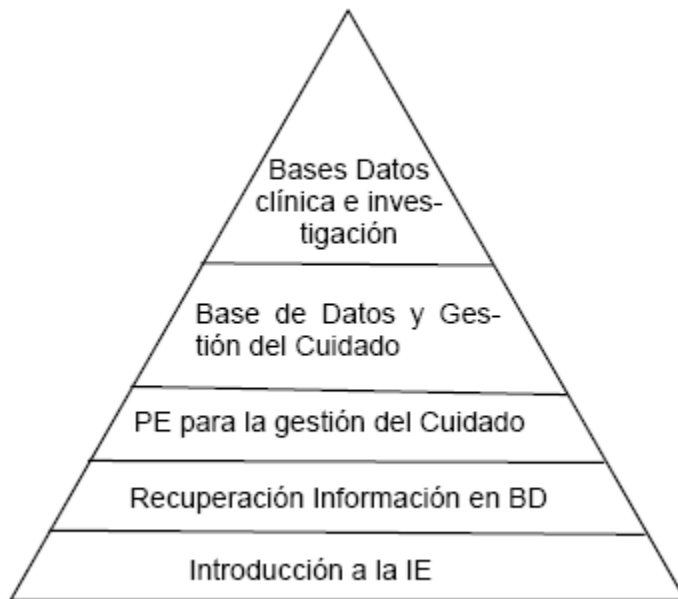 Bases Datos
clínica e inves-
tigación
Base de Datos y Ges-
tión del Cuidado
PE para la gestión del Cuidado
Recuperación Información en BD
Introducción a la IE